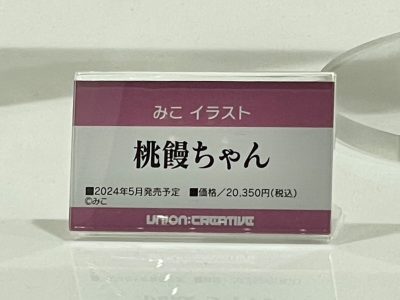 みこ イラスト
桃饅ちゃん
■2024年5月発売予定 ■価格／20,350円(税込)
©みこ
UNION:CREATIVE